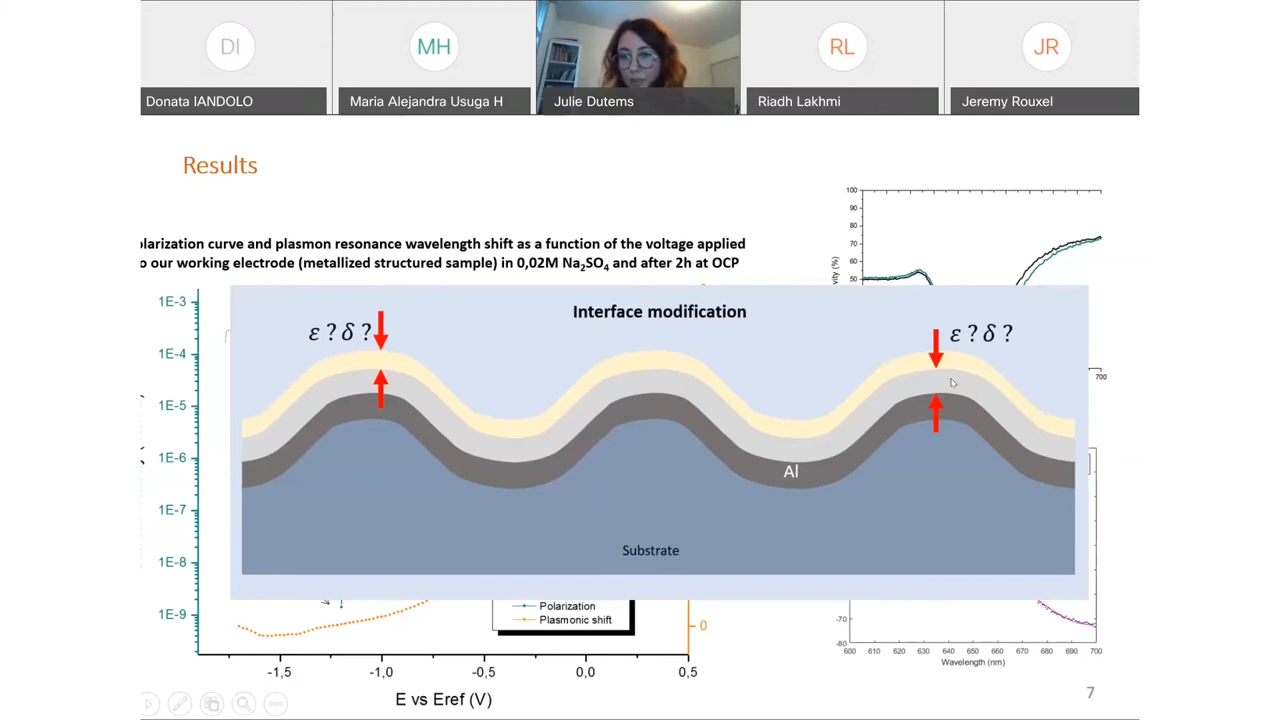 DI
MH
RL
JR
Donata IANDOLO
Maria Alejandra Usuga H
Julie Dutems
Riadh Lakhmi
Jeremy Rouxel
Results
olarization curve and plasmon resonance wavelength shift as a function of the voltage applied
o our working electrode (metallized structured sample) in 0,02M Na₂SO₄ and after 2h at OCP
1E-3
1E-4
1E-5
1E-6
1E-7
1E-8
1E-9
Interface modification
ε ? δ ?
ε ? δ ?
Al
Substrate
Polarization
Plasmonic shift
0
-1,5
-1,0
-0,5
0,0
0,5
E vs Eref (V)
100
90
80
70
60
50
vity (%)
700
-70
-80
600
610
620
630
640
650
660
670
680
690
700
Wavelength (nm)
7